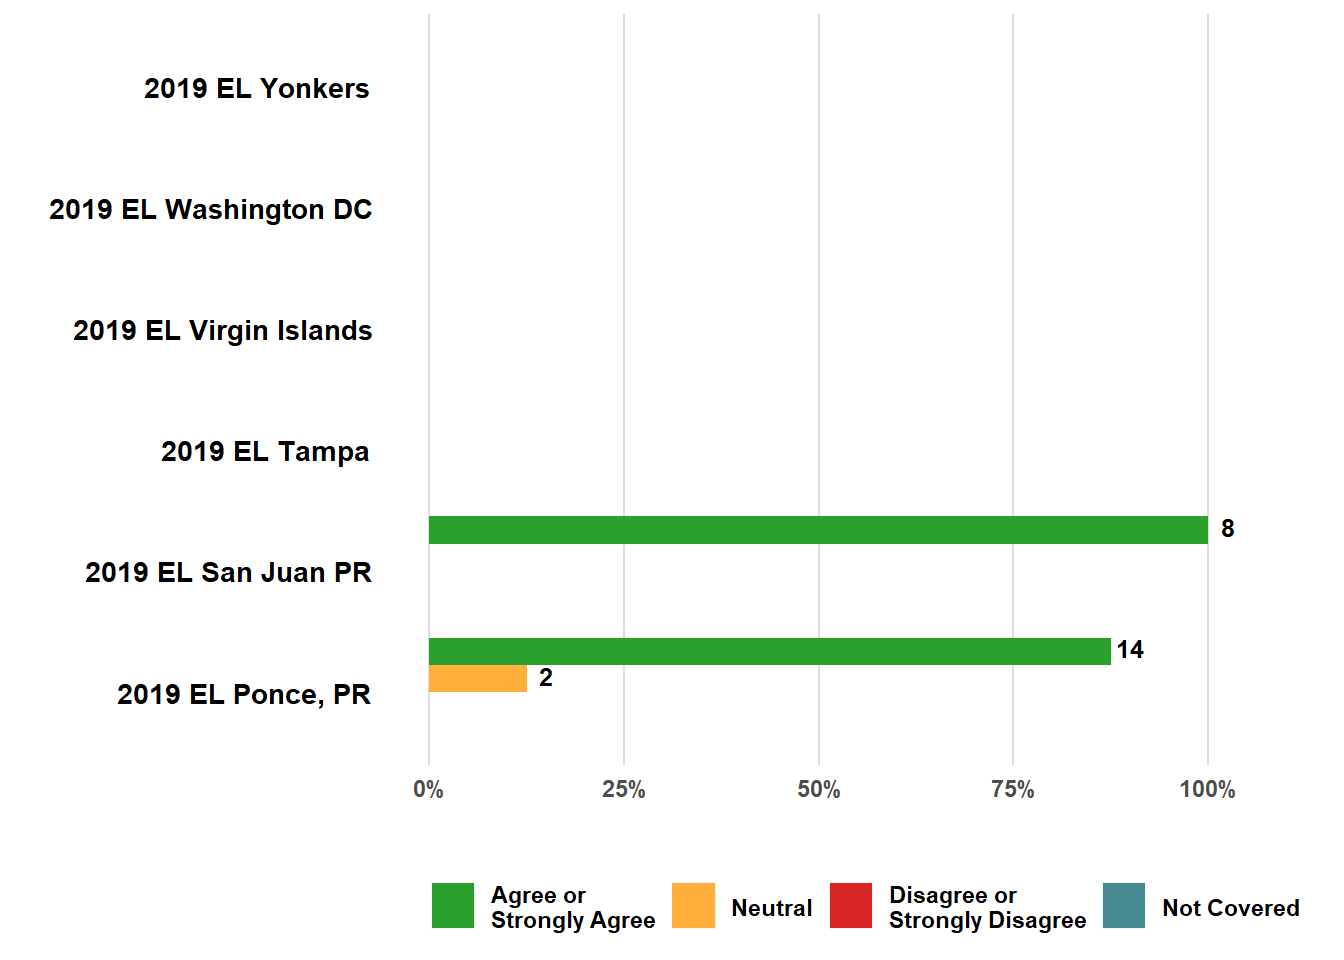 2019 EL Yonkers
2019 EL Washington DC
2019 EL Virgin Islands
2019 EL Tampa
8
2019 EL San Juan PR
14
2
2019 EL Ponce, PR
0% 25% 50% 75% 100%
Agree or
Strongly Agree
Neutral
Disagree or
Strongly Disagree
Not Covered